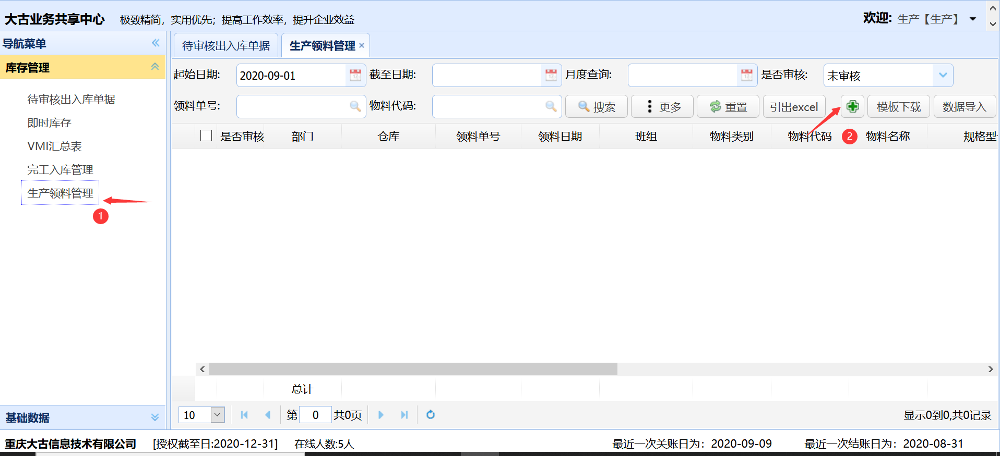 大古业务共享中心 极致精简，实用优先；提高工作效率，提升企业效益 欢迎: 生产【生产】
导航菜单
库存管理
待审核出入库单据
即时库存
VMI汇总表
完工入库管理
生产领料管理
1
基础数据
待审核出入库单据 生产领料管理
起始日期: 2020-09-01 截至日期: 月度查询: 是否审核: 未审核
领料单号: 物料代码: 搜索 更多 重置 引出excel 模板下载 数据导入
是否审核 部门 仓库 领料单号 领料日期 班组 物料类别 物料代码 2 物料名称 规格型
总计
10 第 0 共0页 显示0到0,共0记录
重庆大古信息技术有限公司 [授权截至日:2020-12-31] 在线人数:5人 最近一次关账日为：2020-09-09 最近一次结账日为：2020-08-31